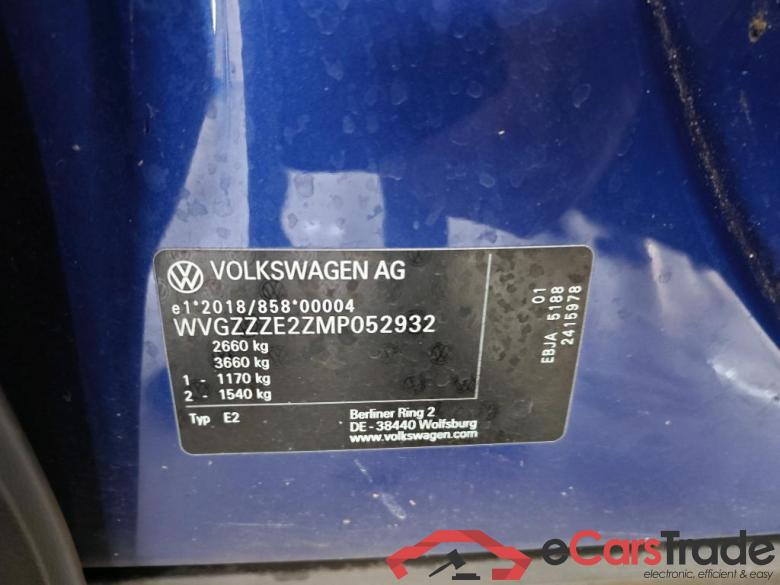 VOLKSWAGEN AG
e1*2018/858*00004
WVGZZZE2ZMP052932
2660 kg
3660 kg
1 - 1170 kg
2 - 1540 kg
Typ E2
Berliner Ring 2
DE - 38440 Wolfsburg
www.volkswagen.com
01
EBJA 5188
2415978
eCarsTrade
electronic, efficient & easy